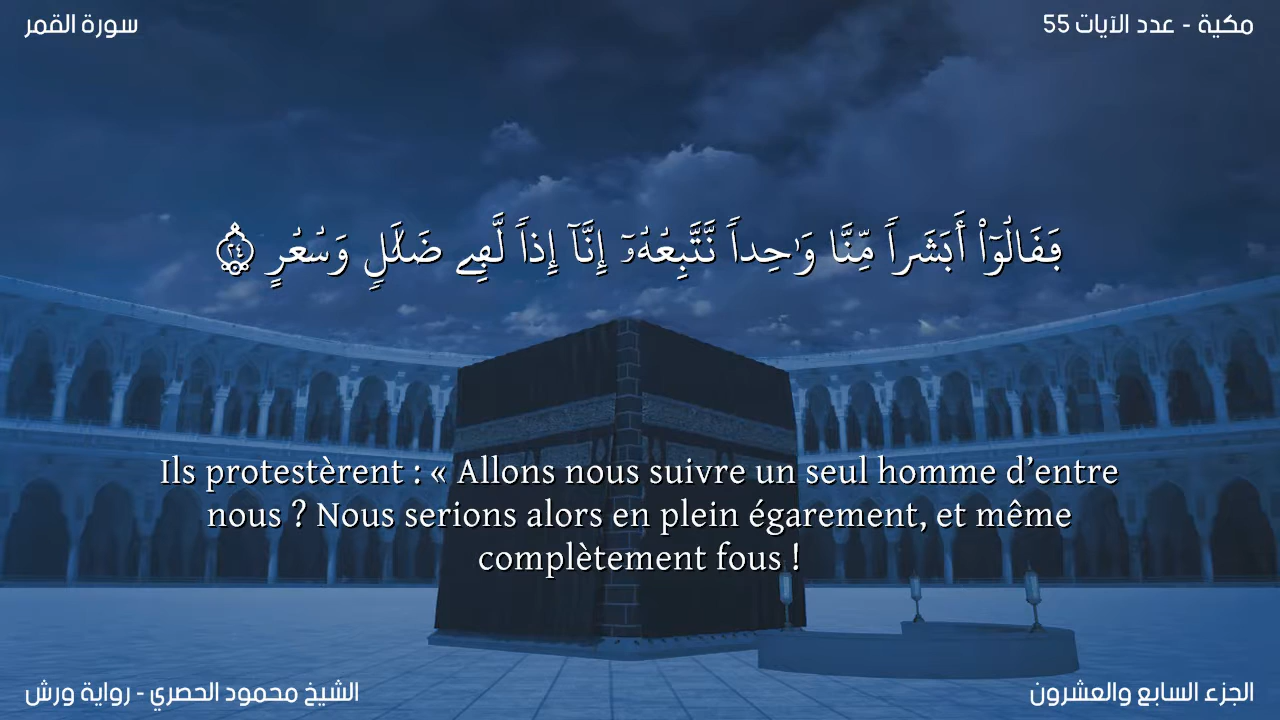 سورة القمر
مكية - عدد الآيات 55
فَقَالُوٓاْ أَبَشَراٗ مِّنَّا وَٰحِداٗ نَّتَّبِعُهُۥٓ إِنَّآ إِذاٗ لَّفِے ضَلَٰلٖ وَسُعُرٍ ٢٤
Ils protestèrent : « Allons nous suivre un seul homme d’entre
nous ? Nous serions alors en plein égarement, et même
complètement fous !
الشيخ محمود الحصري - رواية ورش
الجزء السابع والعشرون